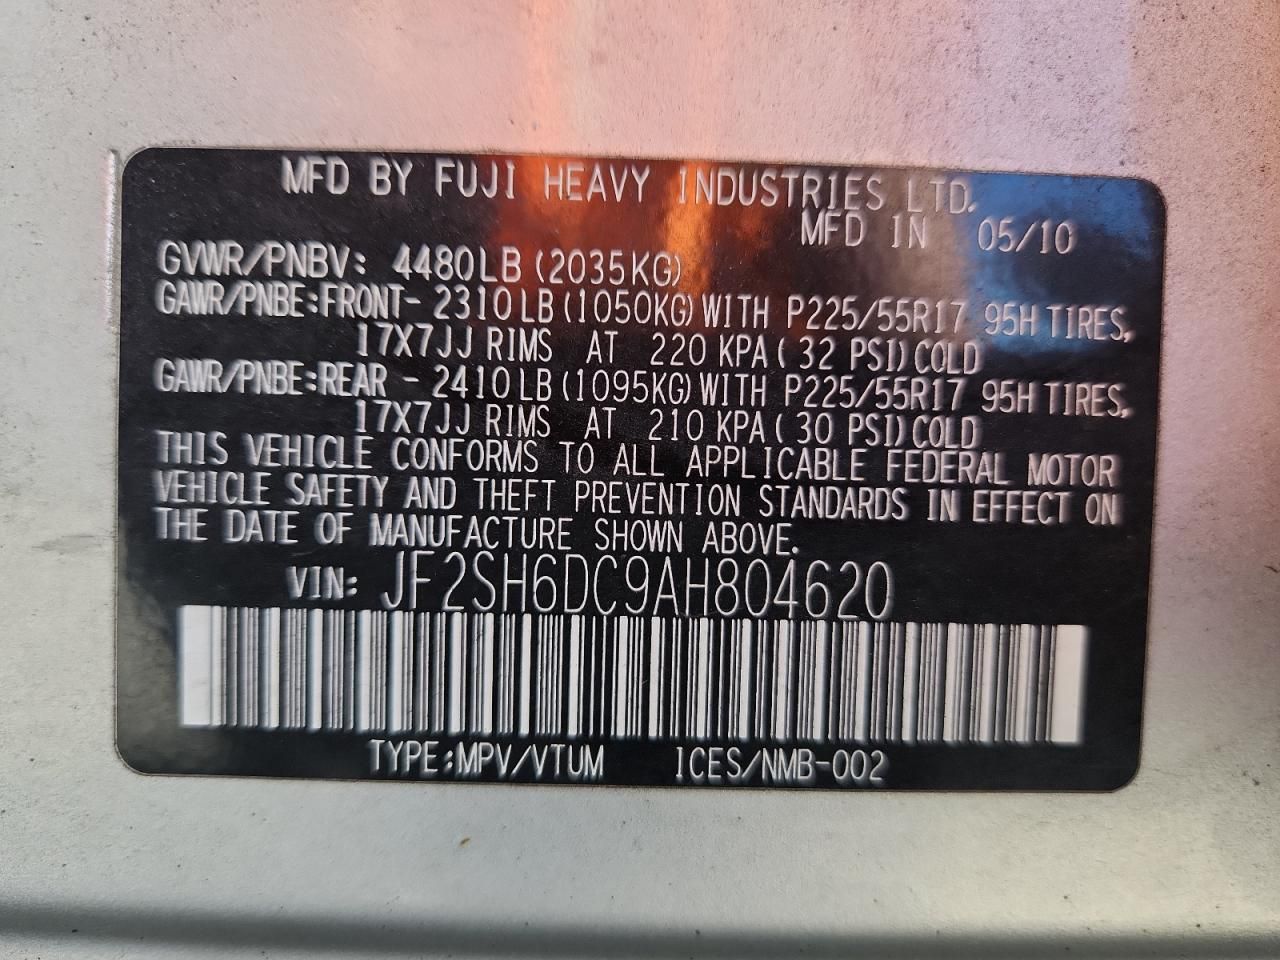 MFD BY FUJI HEAVY INDUSTRIES LTD.
MFD IN 05/10
GVWR/PNBV: 4480LB (2035KG)
GAWR/PNBE:FRONT- 2310LB (1050KG) WITH P225/55R17 95H TIRES,
17X7JJ RIMS AT 220 KPA ( 32 PSI) COLD
GAWR/PNBE:REAR - 2410LB (1095KG) WITH P225/55R17 95H TIRES,
17X7JJ RIMS AT 210 KPA ( 30 PSI) COLD
THIS VEHICLE CONFORMS TO ALL APPLICABLE FEDERAL MOTOR
VEHICLE SAFETY AND THEFT PREVENTION STANDARDS IN EFFECT ON
THE DATE OF MANUFACTURE SHOWN ABOVE.
VIN: JF2SH6DC9AH804620
TYPE:MPV/VTUM ICES/NMB-002